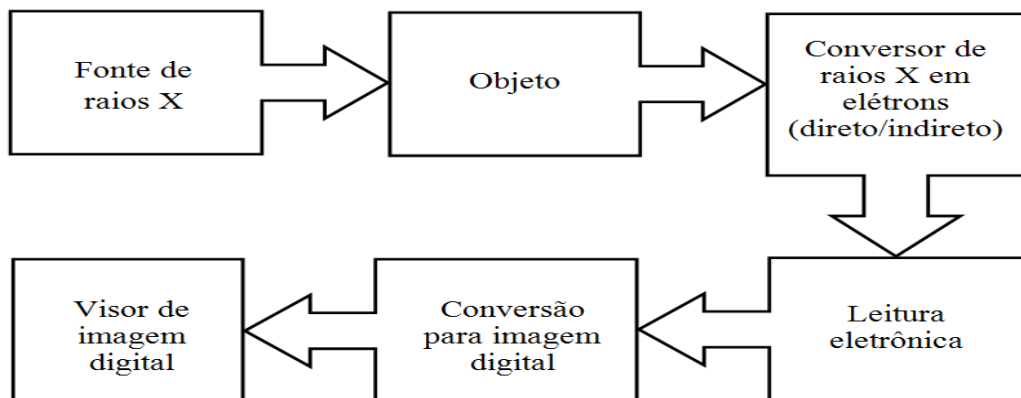 Fonte de
raios X
Objeto
Conversor de
raios X em
elétrons
(direto/indireto)
Leitura
eletrônica
Conversão
para imagem
digital
Visor de
imagem
digital